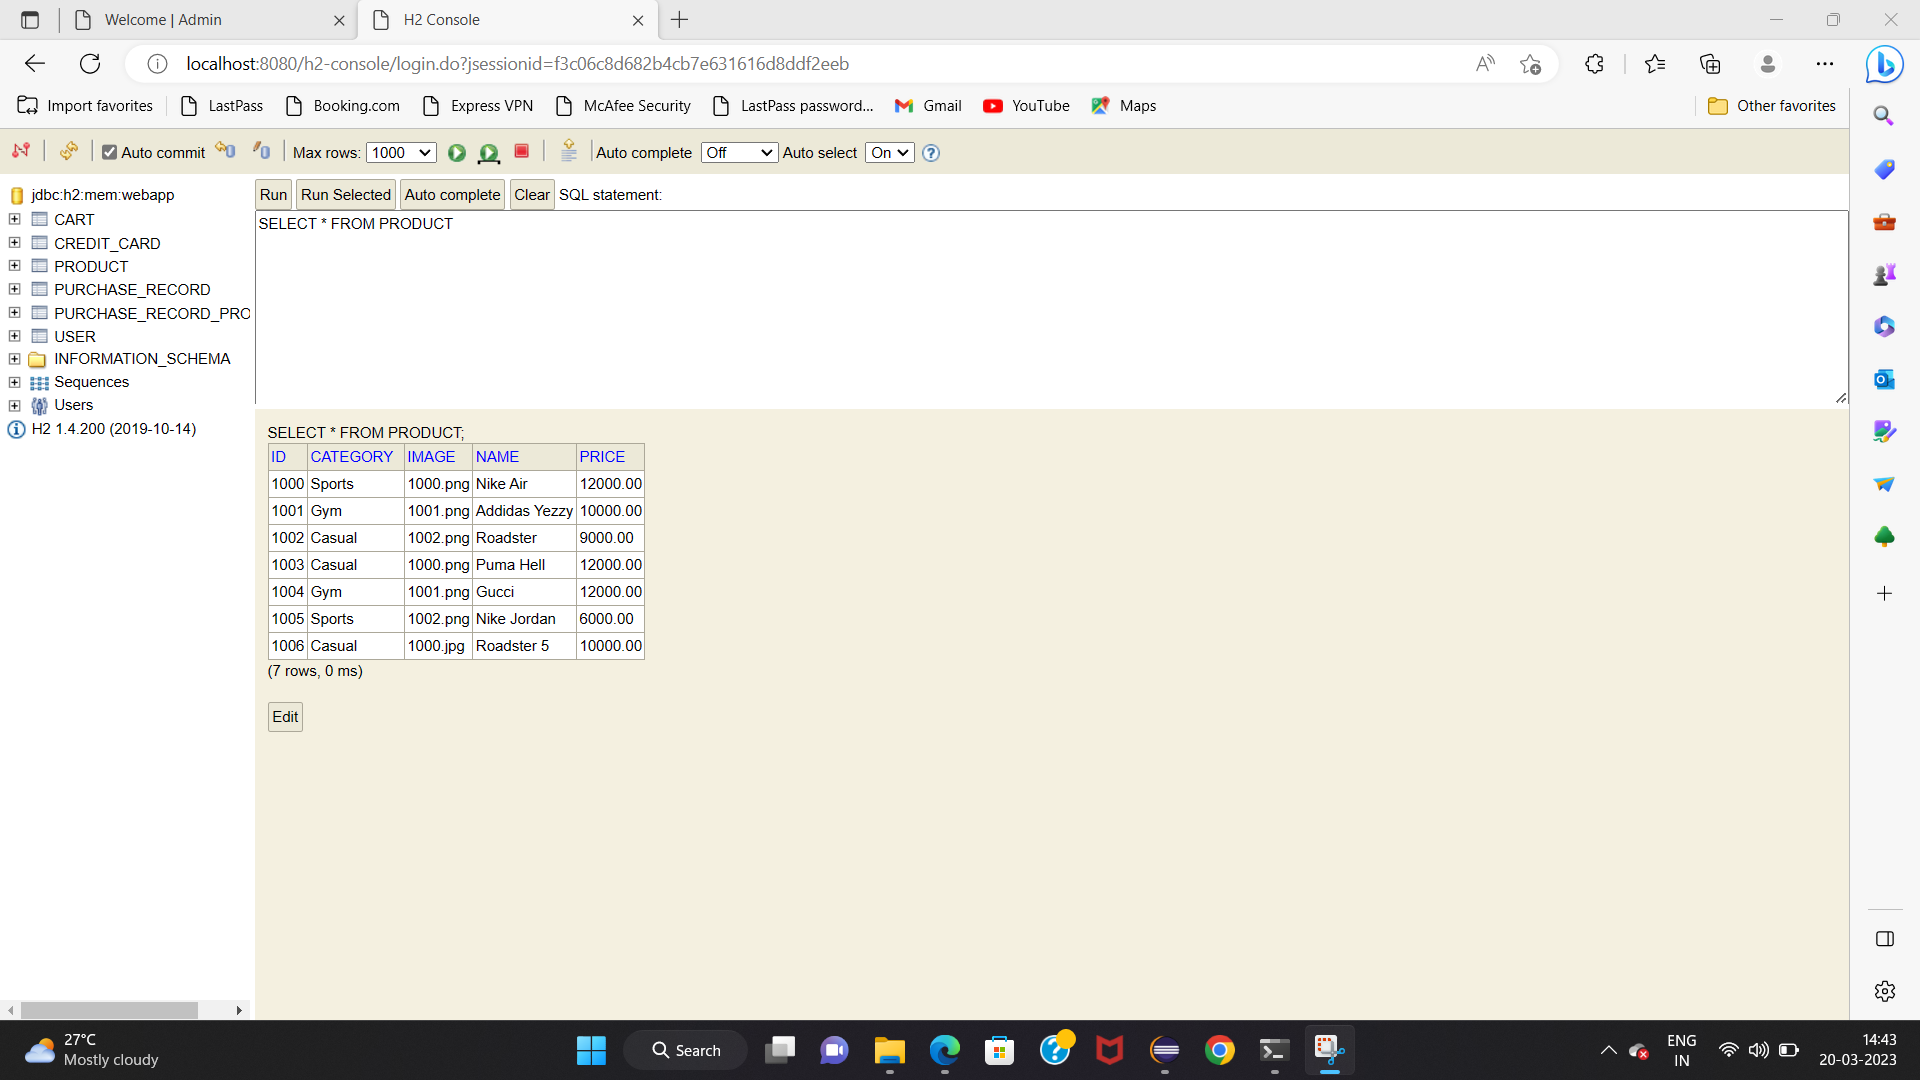 Welcome | Admin
H2 Console
localhost:8080/h2-console/login.do?jsessionid=f3c06c8d682b4cb7e631616d8ddf2eeb
Import favorites LastPass Booking.com Express VPN McAfee Security LastPass password... Gmail YouTube Maps Other favorites
Auto commit Max rows: 1000 Auto complete Off Auto select On
jdbc:h2:mem:webapp
CART
CREDIT_CARD
PRODUCT
PURCHASE_RECORD
PURCHASE_RECORD_PRO
USER
INFORMATION_SCHEMA
Sequences
Users
H2 1.4.200 (2019-10-14)
Run Run Selected Auto complete Clear SQL statement:
SELECT * FROM PRODUCT
SELECT * FROM PRODUCT;
ID CATEGORY IMAGE NAME PRICE
1000 Sports 1000.png Nike Air 12000.00
1001 Gym 1001.png Addidas Yezzy 10000.00
1002 Casual 1002.png Roadster 9000.00
1003 Casual 1000.png Puma Hell 12000.00
1004 Gym 1001.png Gucci 12000.00
1005 Sports 1002.png Nike Jordan 6000.00
1006 Casual 1000.jpg Roadster 5 10000.00
(7 rows, 0 ms)
Edit
27°C
Mostly cloudy
Search
ENG
IN
14:43
20-03-2023